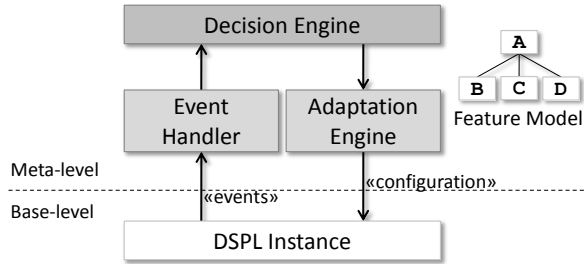 Decision Engine
A
B C D
Feature Model
Event
Handler
Adaptation
Engine
Meta-level
«events»
«configuration»
Base-level
DSPL Instance